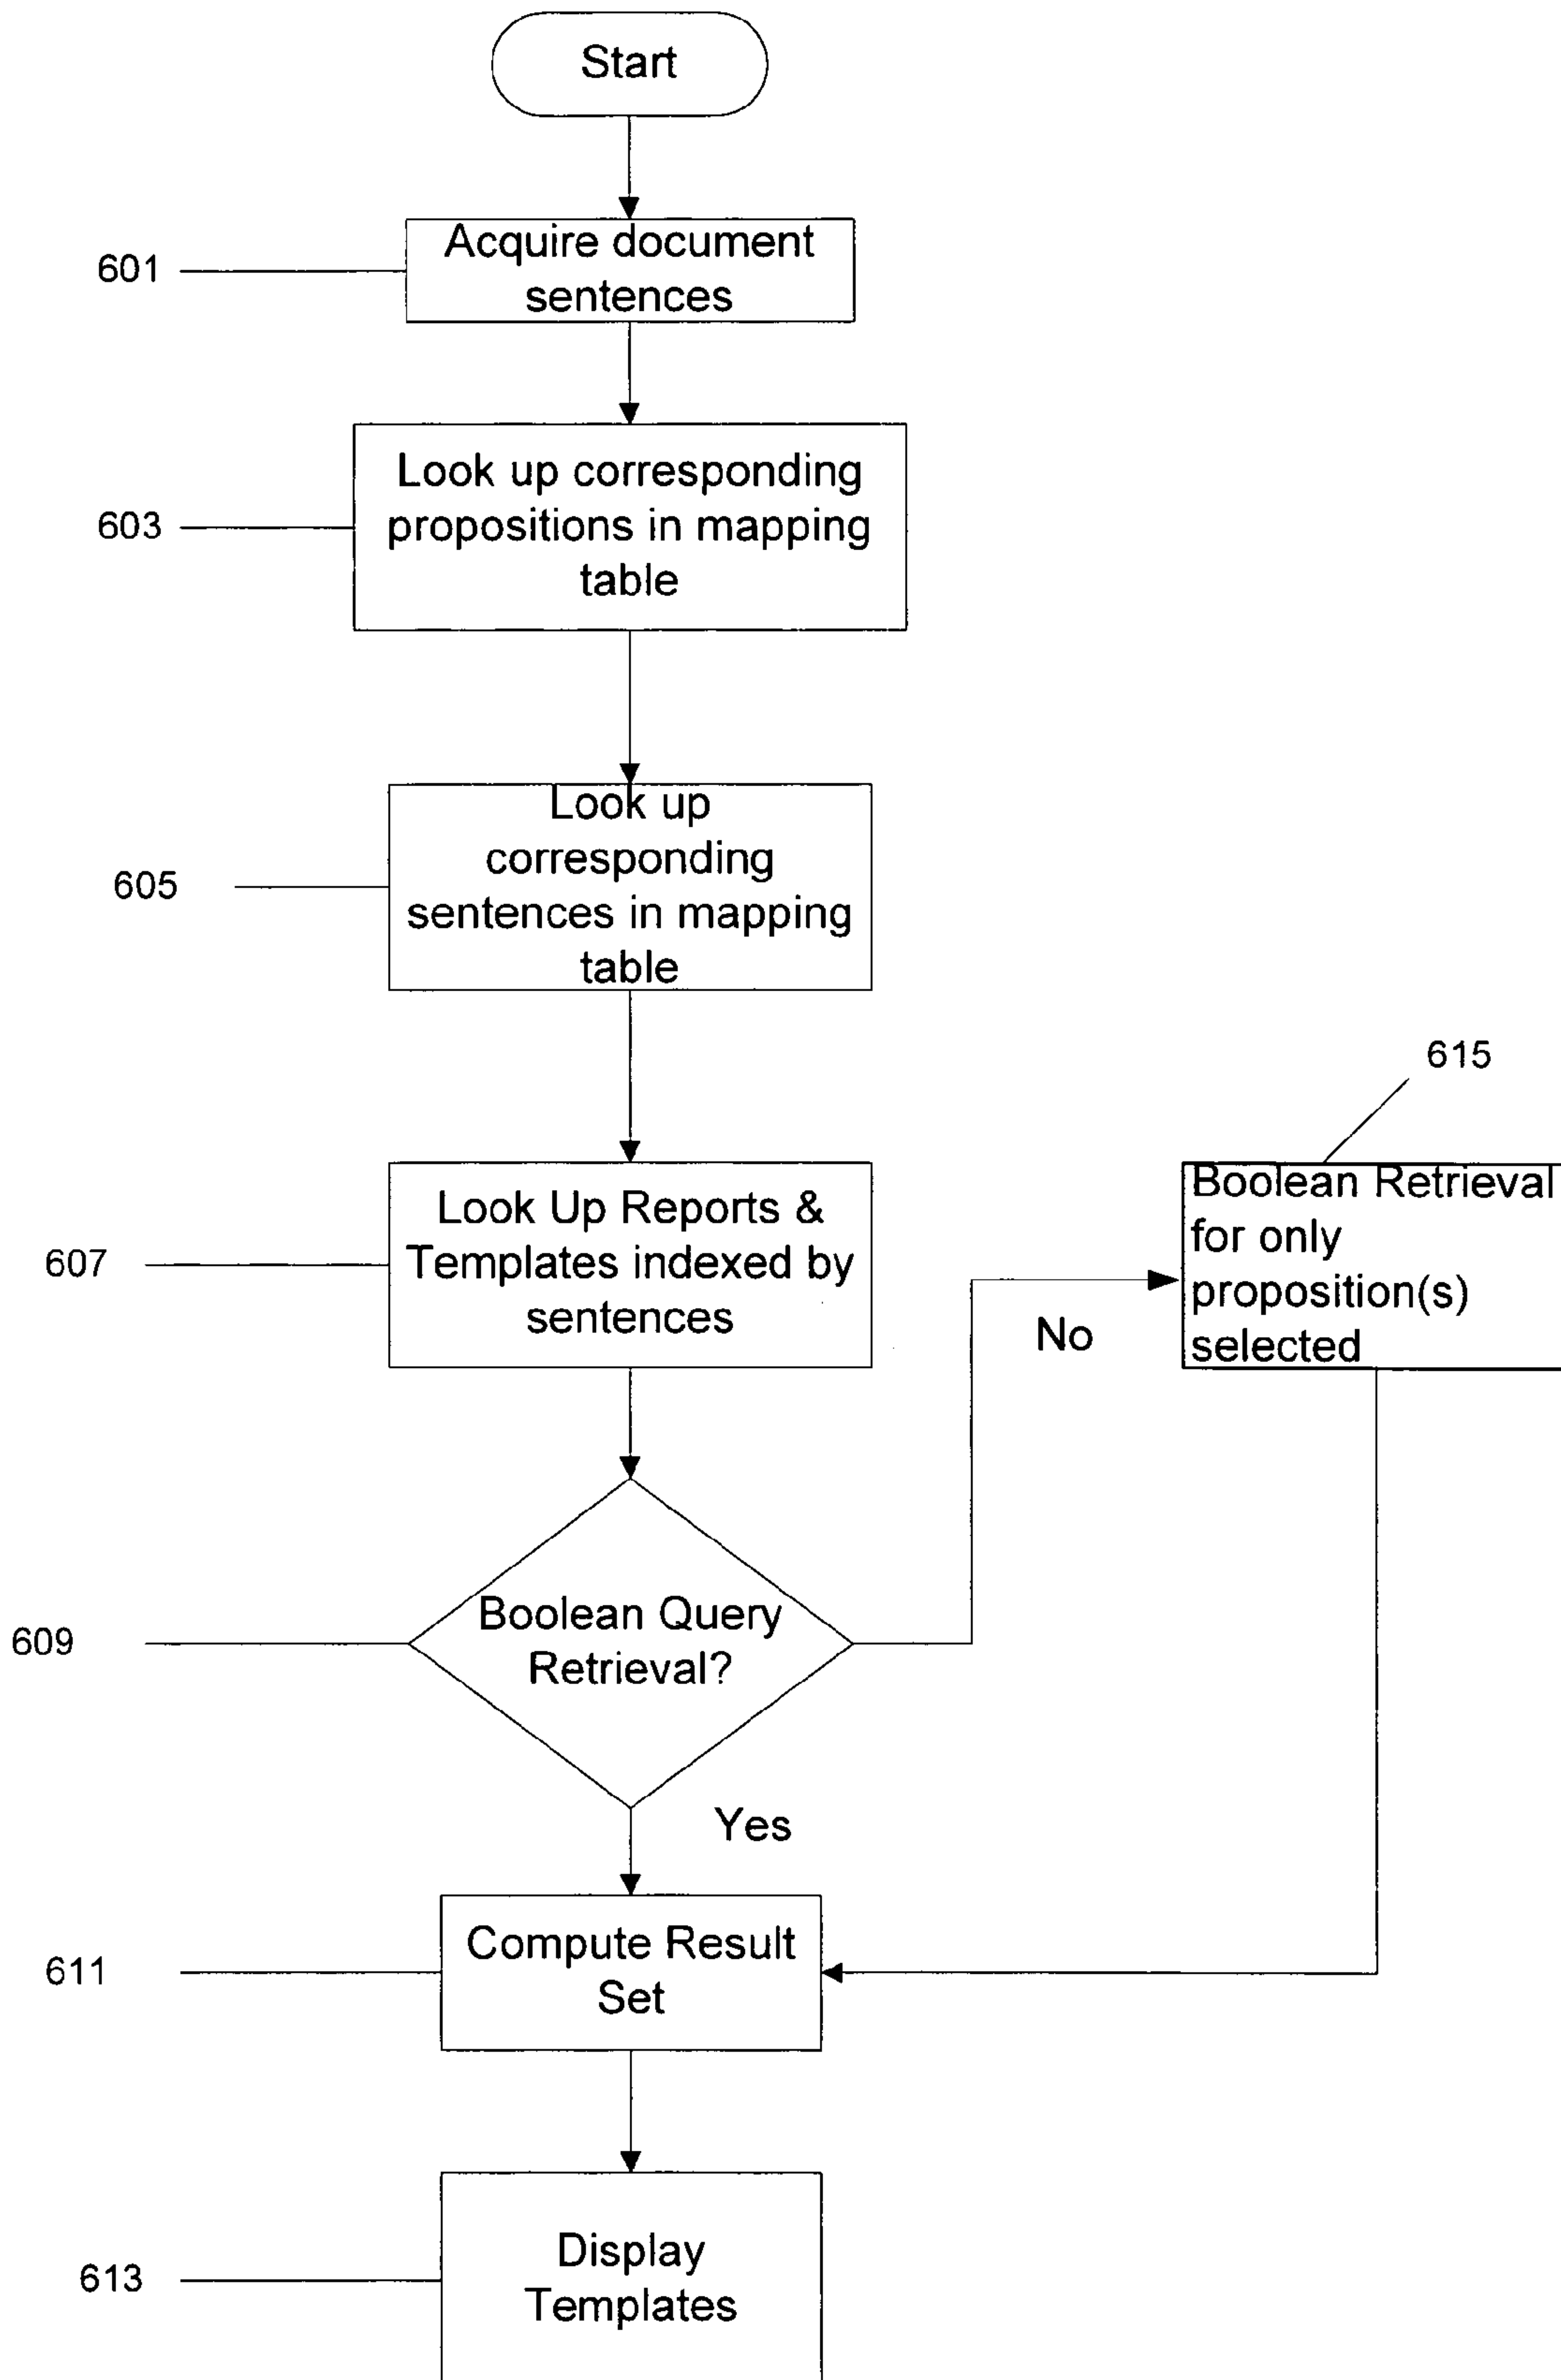 Start
601
Acquire document
sentences
603
Look up corresponding
propositions in mapping
table
605
Look up
corresponding
sentences in mapping
table
615
607
Look Up Reports &
Templates indexed by
sentences
Boolean Retrieval
for only
proposition(s)
selected
No
609
Boolean Query
Retrieval?
Yes
611
Compute Result
Set
613
Display
Templates